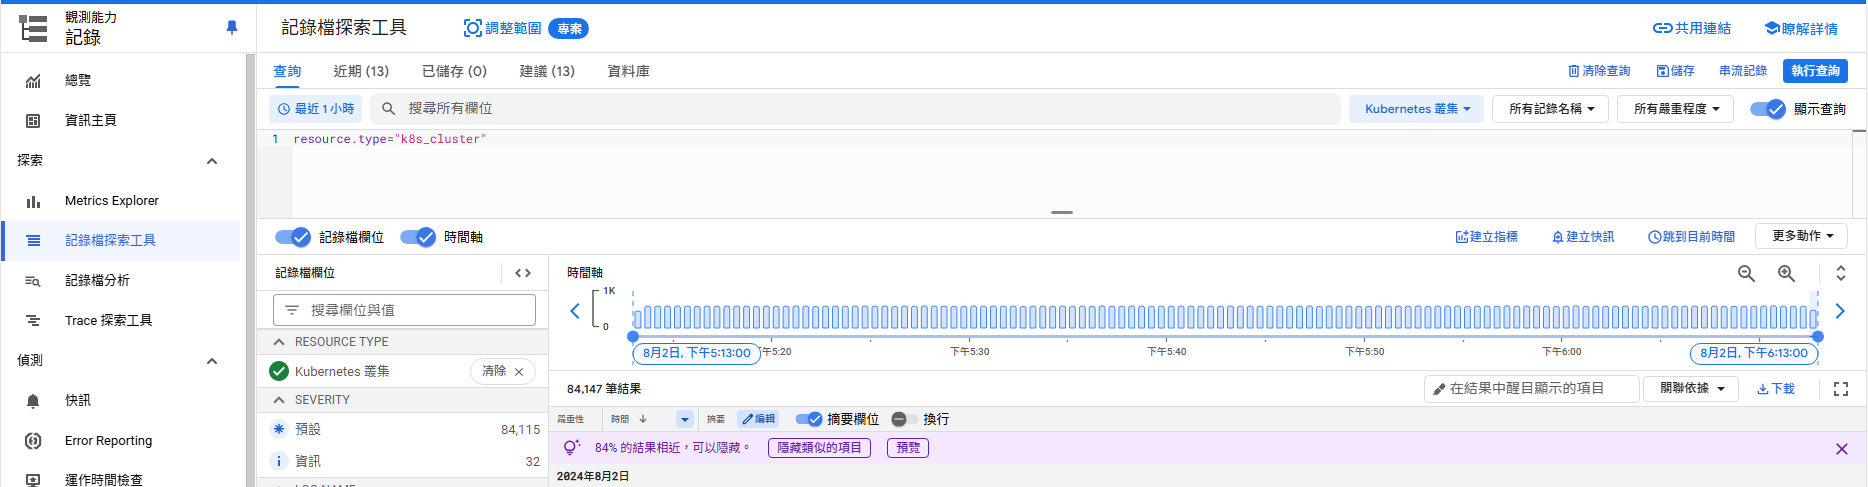 觀測能力
記錄
記錄檔探索工具
調整範圍
專案
共用連結
瞭解詳情
總覽
資訊主頁
探索
Metrics Explorer
記錄檔探索工具
記錄檔分析
Trace 探索工具
偵測
快訊
Error Reporting
運作時間檢查
查詢
近期 (13)
已儲存 (0)
建議 (13)
資料庫
清除查詢
儲存
串流記錄
執行查詢
最近 1 小時
搜尋所有欄位
Kubernetes 叢集
所有記錄名稱
所有嚴重程度
顯示查詢
1 resource.type="k8s_cluster"
記錄檔欄位
時間軸
建立指標
建立快訊
跳到目前時間
更多動作
記錄檔欄位
搜尋欄位與值
RESOURCE TYPE
Kubernetes 叢集
清除
SEVERITY
預設 84,115
資訊 32
LOG NAME
時間軸
1K
0
8月2日, 下午5:13:00
下午5:20
下午5:30
下午5:40
下午5:50
下午6:00
8月2日, 下午6:13:00
84,147 筆結果
在結果中醒目顯示的項目
關聯依據
下載
嚴重性
時間
摘要
編輯
摘要欄位
換行
84% 的結果相近，可以隱藏。
隱藏類似的項目
預覽
2024年8月2日